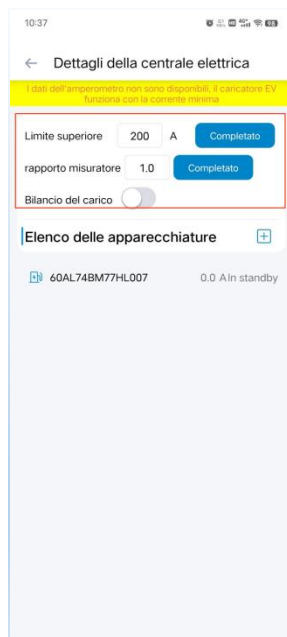 10:37
Dettagli della centrale elettrica
I dati dell'amperometro non sono disponibili, il caricatore EV
funziona con la corrente minima
Limite superiore 200 A Completato
rapporto misuratore 1.0 Completato
Bilancio del carico
Elenco delle apparecchiature
60AL74BM77HL007 0.0 AIn standby